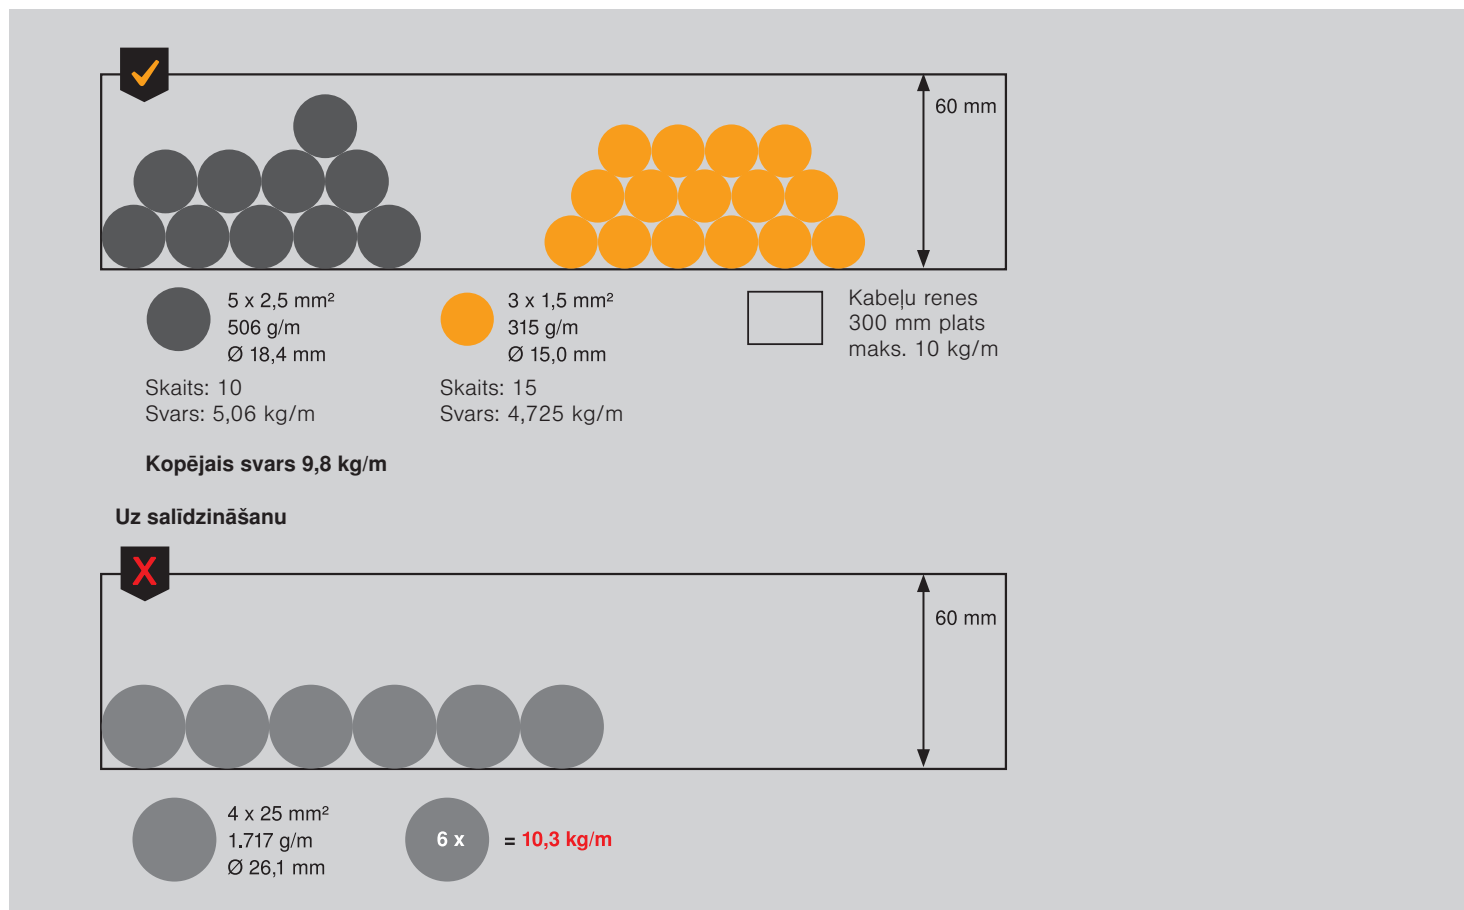 60 mm
5 x 2,5 mm²
506 g/m
Ø 18,4 mm
Skaits: 10
Svars: 5,06 kg/m
3 x 1,5 mm²
315 g/m
Ø 15,0 mm
Skaits: 15
Svars: 4,725 kg/m
Kabeļu renes
300 mm plats
maks. 10 kg/m
Kopējais svars 9,8 kg/m
Uz salīdzināšanu
X
60 mm
4 x 25 mm²
1.717 g/m
Ø 26,1 mm
6 x = 10,3 kg/m